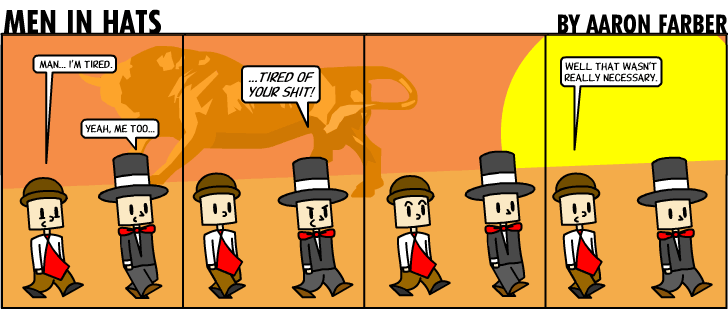 MEN IN HATS
BY AARON FARBER
MAN... I'M TIRED.
YEAH, ME TOO...
...TIRED OF
YOUR SHIT!
WELL THAT WASN'T
REALLY NECESSARY.